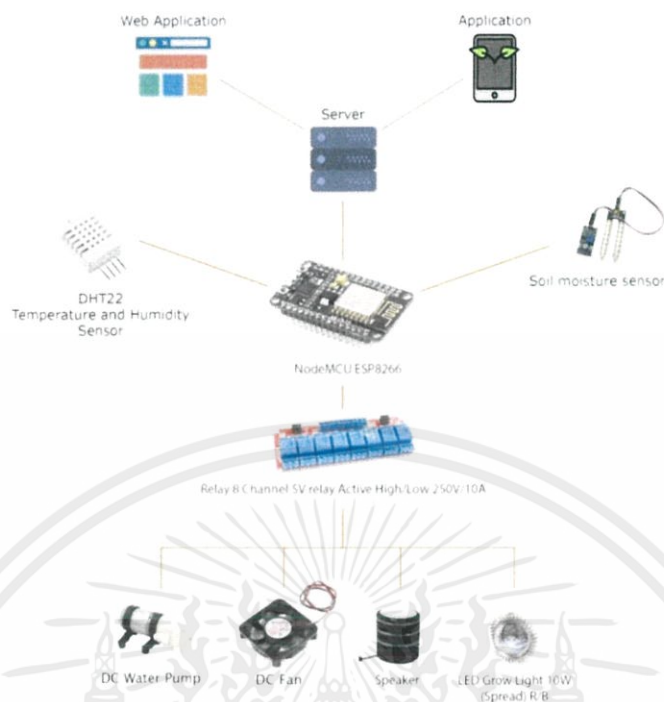 Web Application
Application
Server
DHT22
Temperature and Humidity
Sensor
Soil moisture sensor
NodeMCU ESP8266
Relay 8 Channel 5V relay Active High/Low 250V/10A
DC Water Pump
DC Fan
Speaker
LED Grow Light 10W
(Spread) R/B